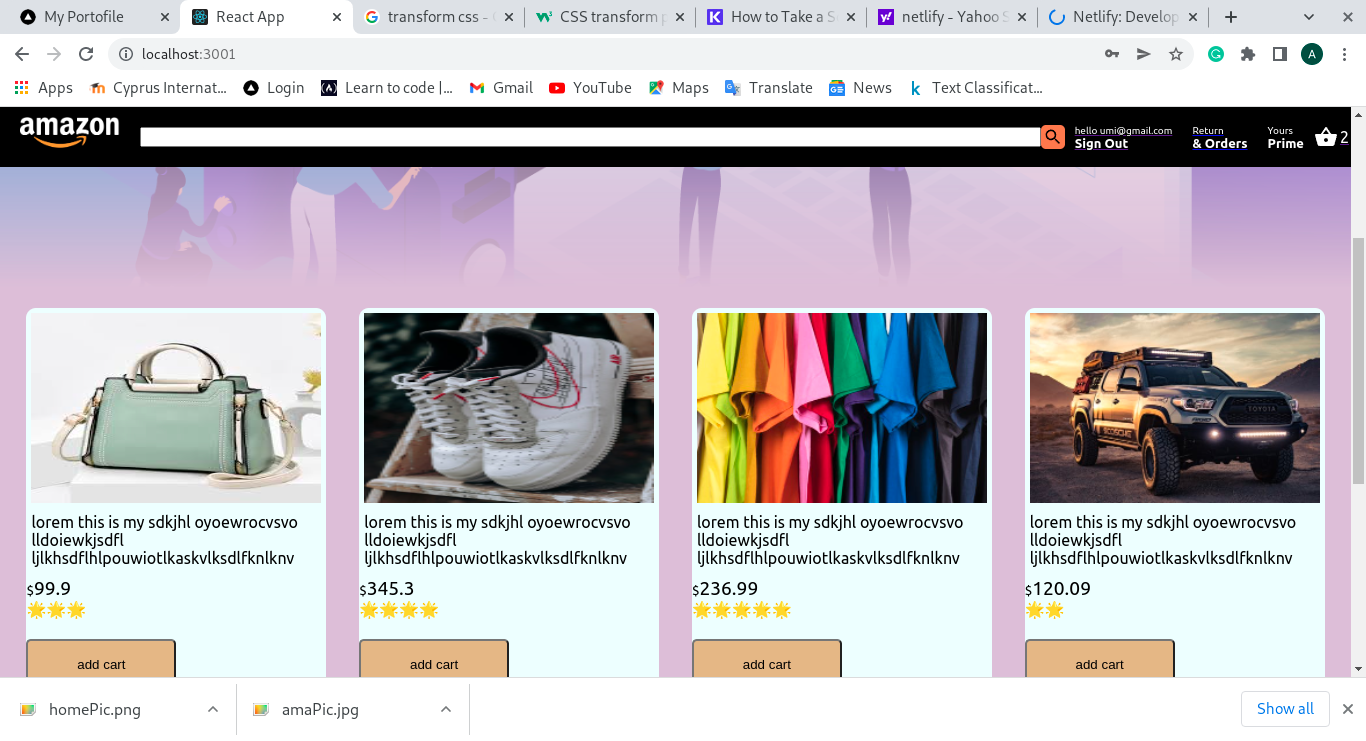 My Portofile
React App
transform css - G
CSS transform p
How to Take a S
netlify - Yahoo S
Netlify: Develop
localhost:3001
A
Apps
Cyprus Internat...
Login
Learn to code |...
Gmail
YouTube
Maps
Translate
News
Text Classificat...
amazon
hello umi@gmail.com
Sign Out
Return
& Orders
Yours
Prime
2
lorem this is my sdkjhl oyoewrocvsvo
lldoiewkjsdfl
ljlkhsdflhlpouwiotlkaskvlksdlfknlknv
$99.9
add cart
lorem this is my sdkjhl oyoewrocvsvo
lldoiewkjsdfl
ljlkhsdflhlpouwiotlkaskvlksdlfknlknv
$345.3
add cart
lorem this is my sdkjhl oyoewrocvsvo
lldoiewkjsdfl
ljlkhsdflhlpouwiotlkaskvlksdlfknlknv
$236.99
add cart
TOYOTA
lorem this is my sdkjhl oyoewrocvsvo
lldoiewkjsdfl
ljlkhsdflhlpouwiotlkaskvlksdlfknlknv
$120.09
add cart
homePic.png
amaPic.jpg
Show all